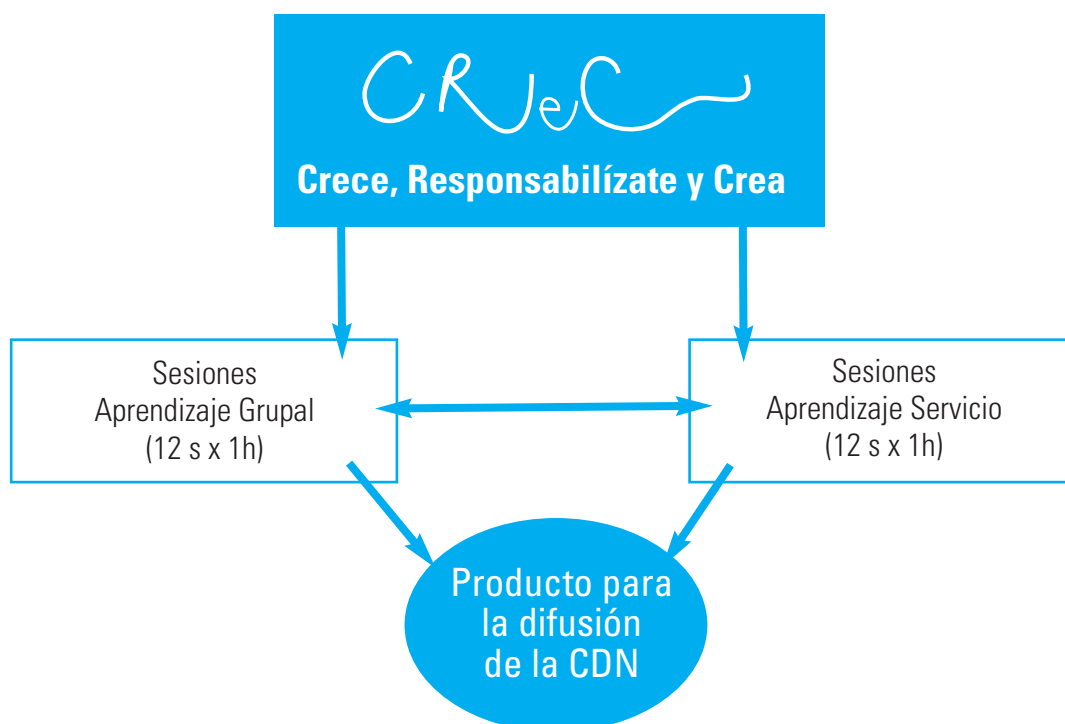 CReC
Crece, Responsabilízate y Crea
Sesiones
Aprendizaje Grupal
(12 s x 1h)
Sesiones
Aprendizaje Servicio
(12 s x 1h)
Producto para
la difusión
de la CDN